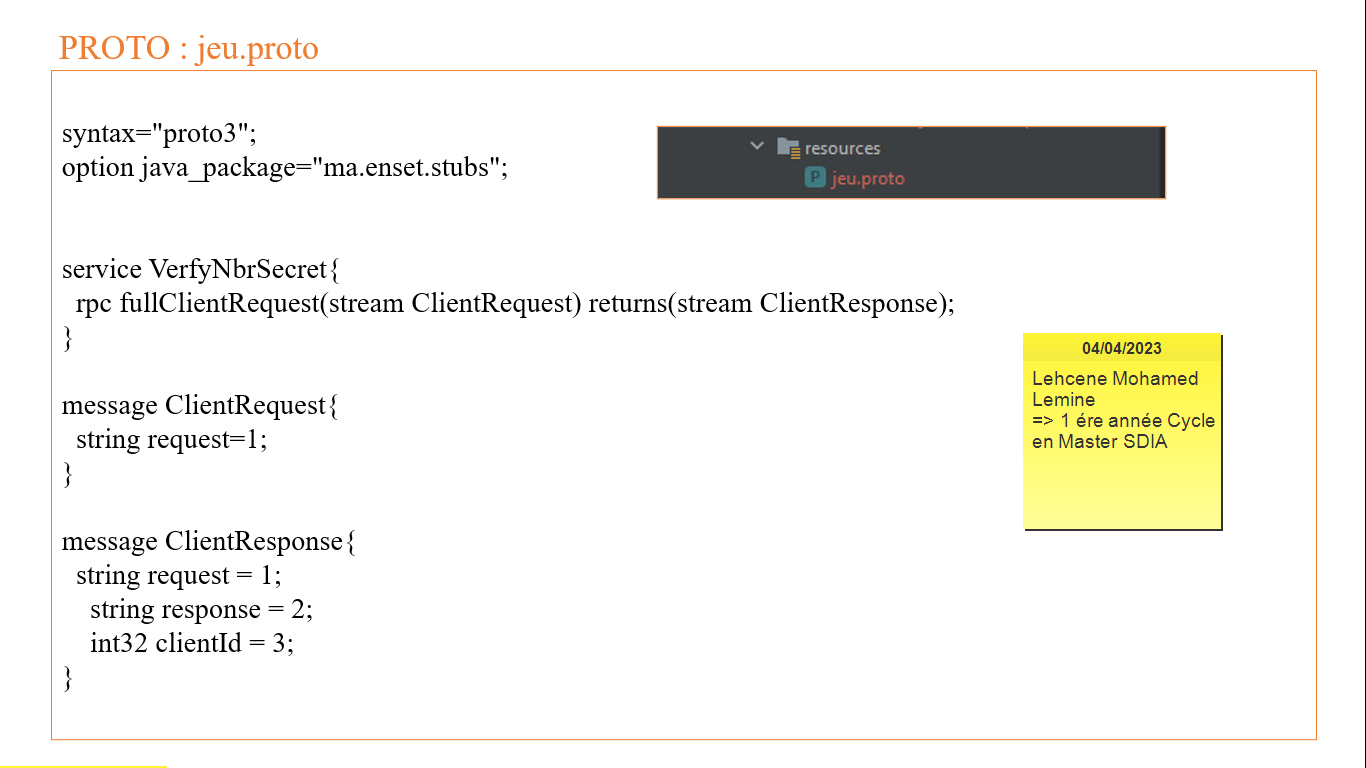 PROTO : jeu.proto
syntax="proto3";
option java_package="ma.enset.stubs";
resources
P jeu.proto
service VerfyNbrSecret{
rpc fullClientRequest(stream ClientRequest) returns(stream ClientResponse);
}
message ClientRequest{
string request=1;
}
message ClientResponse{
string request = 1;
string response = 2;
int32 clientId = 3;
}
04/04/2023
Lehcene Mohamed
Lemine
=> 1 ére année Cycle
en Master SDIA